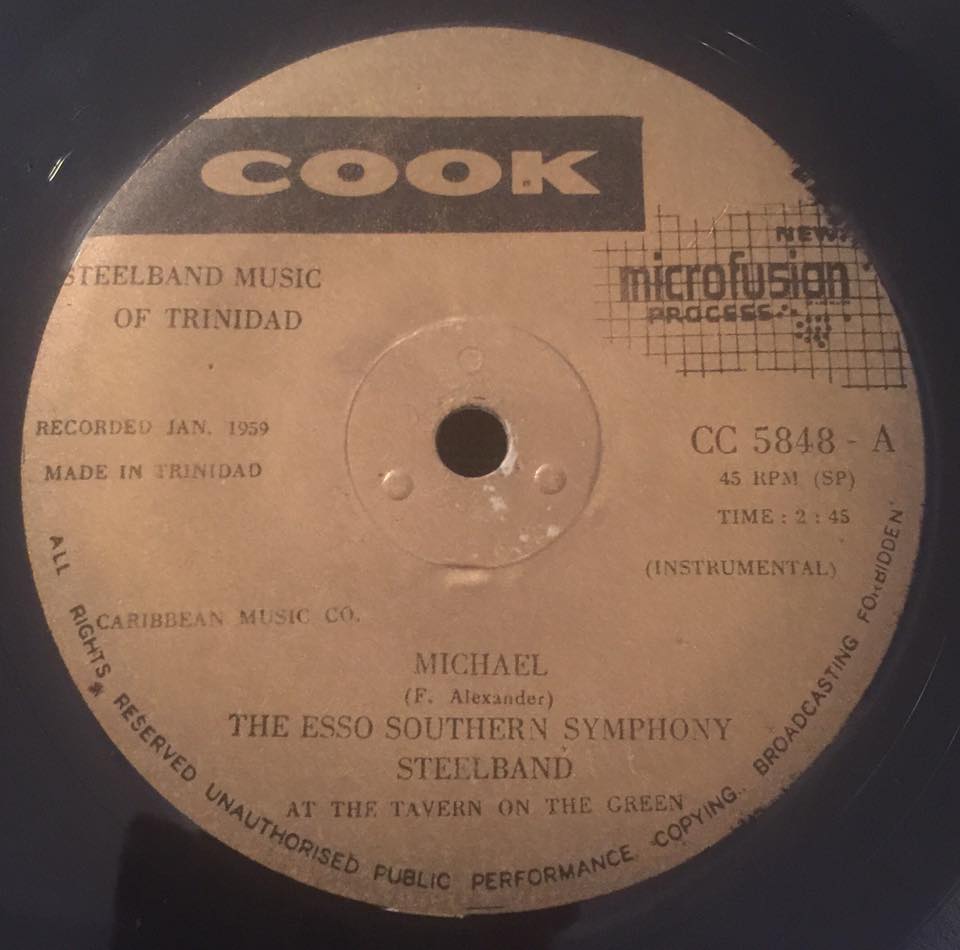 COOK
NEW
microfusion
PROCESS
STEELBAND MUSIC
OF TRINIDAD
RECORDED JAN. 1959
MADE IN TRINIDAD
CC 5848 - A
45 RPM (SP)
TIME : 2 : 45
(INSTRUMENTAL)
CARIBBEAN MUSIC CO.
MICHAEL
(F. Alexander)
THE ESSO SOUTHERN SYMPHONY
STEELBAND
AT THE TAVERN ON THE GREEN
ALL RIGHTS RESERVED UNAUTHORISED PUBLIC PERFORMANCE COPYING BROADCASTING FORBIDDEN